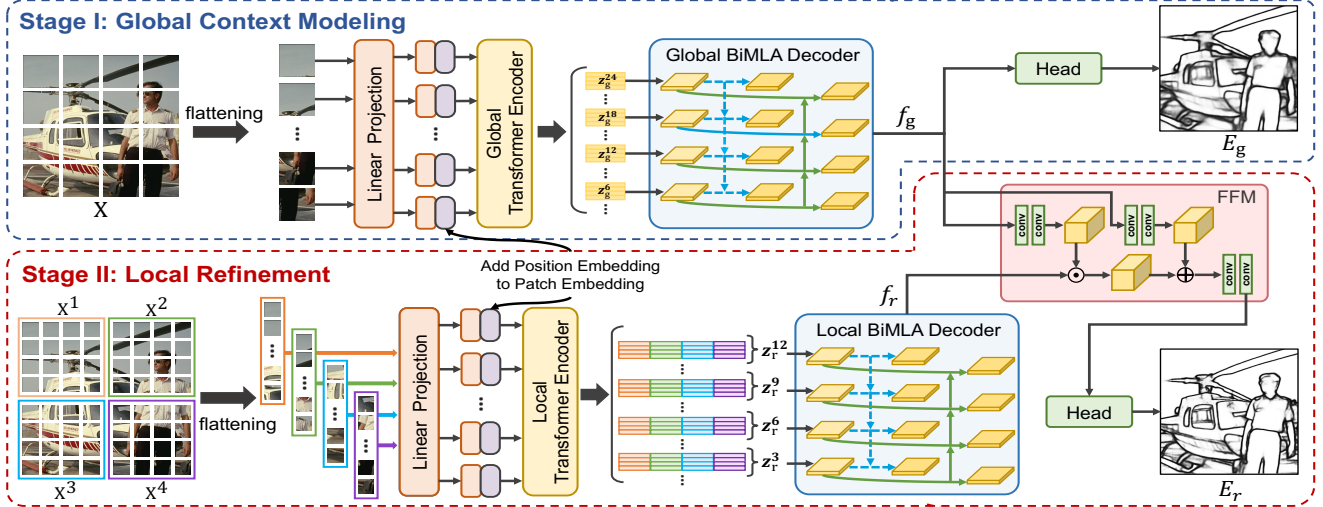 Stage I: Global Context Modeling
X
flattening
Linear Projection
Global
Transformer Encoder
z_g^24
z_g^18
z_g^12
z_g^6
Global BiMLA Decoder
f_g
Head
E_g
FFM
conv
conv
conv
conv
conv
conv
Add Position Embedding
to Patch Embedding
Stage II: Local Refinement
X^1
X^2
X^3
X^4
flattening
Linear Projection
Local
Transformer Encoder
z_r^12
z_r^9
z_r^6
z_r^3
Local BiMLA Decoder
f_r
Head
E_r